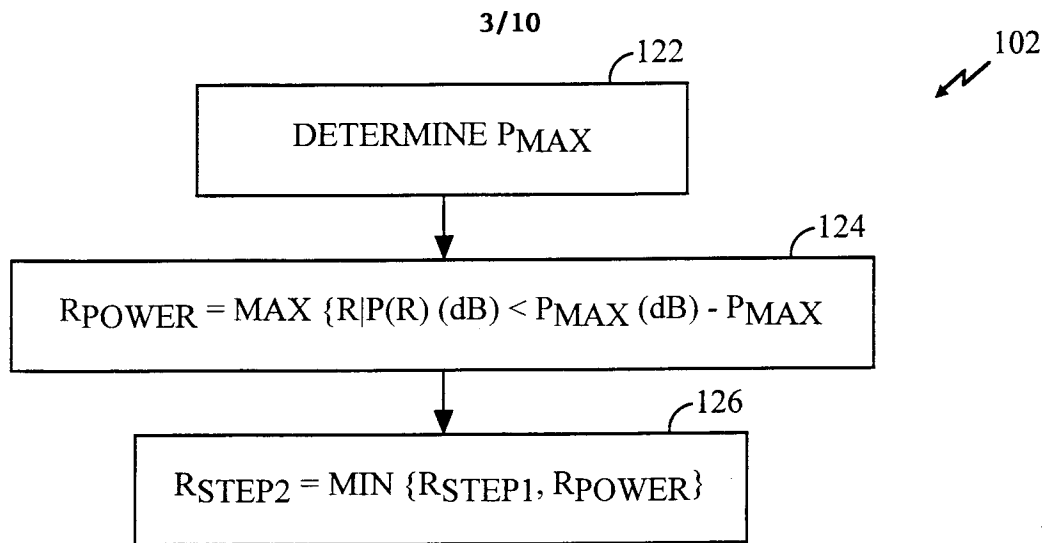 3/10
102
122
DETERMINE PMAX
124
RPOWER = MAX {R|P(R) (dB) < PMAX (dB) - PMAX
126
RSTEP2 = MIN {RSTEP1, RPOWER}